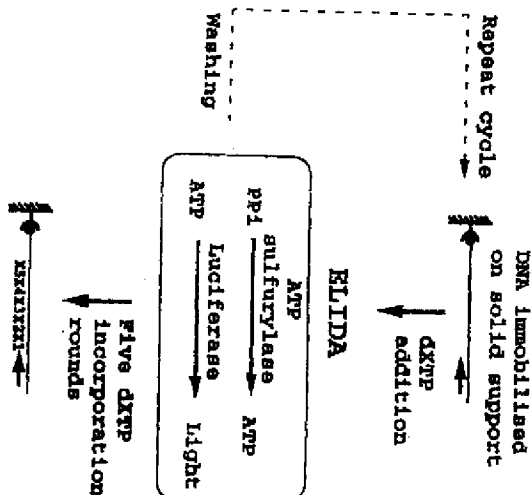 DNA immobilised
on solid support
Repeat cycle
dXTP
addition
ELIDA
ATP
sulfurylase
PPi ATP
Luciferase
ATP Light
Washing
Five dXTP
incorporation
rounds
X5X4X3X2X1